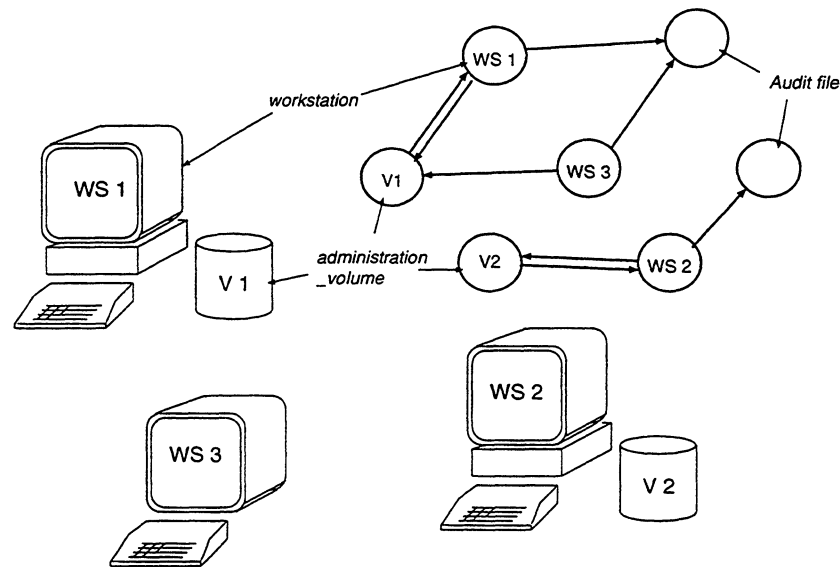 WS 1
Audit file
workstation
WS 1
V1
WS 3
V 1
administration
_volume
V2
WS 2
WS 2
WS 3
V 2